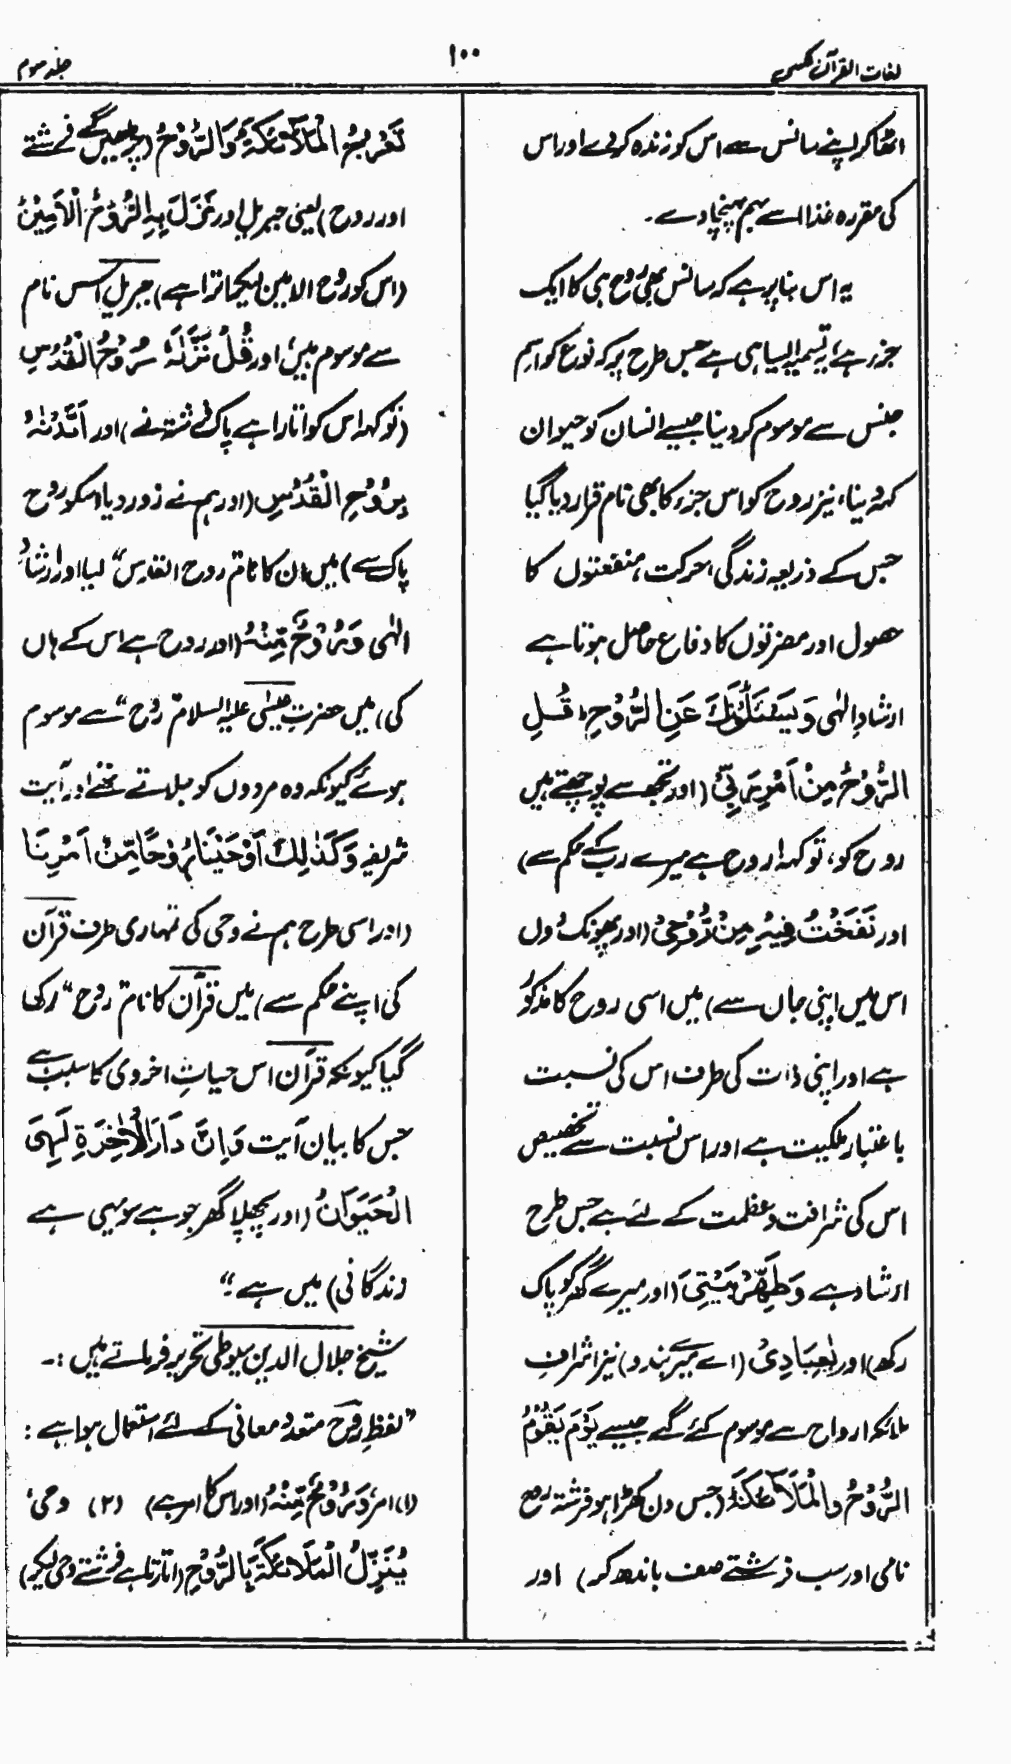 لغات القرآن مکمل
۱۰۰
جلد سوم
اٹھا کر اپنے سانس سے اس کو زندہ کر لے اور اس
کی مقررہ غذا اسے بہم پہنچا دے۔
یہ اس بنا پر ہے کہ سانس بھی روح ہی کا ایک
جزر ہے، یہ تسمیہ ایسا ہی ہے جس طرح پر کہ نوع کو اسم
جنس سے موسوم کر دینا جیسے انسان کو حیوان
کہہ دینا، نیز روح کو اس جزء کا بھی نام قرار دیا گیا
جس کے ذریعہ زندگی، حرکت، منفعتوں کا
حصول اور مضرتوں کا دفاع حاصل ہوتا ہے
ارشادِ الٰہی وَيَسْئَلُوْنَكَ عَنِ الرُّوْحِ، قُلِ
الرُّوْحُ مِنْ اَمْرِ رَبِّيْ (اور تجھ سے پوچھتے ہیں
روح کو، تو کہہ! روح ہے میرے رب کے حکم سے)
اور نَفَخْتُ فِيْهِ مِنْ رُّوْحِيْ (اور پھونک دوں
اس میں اپنی جان سے) میں اسی روح کا مذکور
ہے اور اپنی ذات کی طرف اس کی نسبت
باعتبار ملکیت ہے اور اس نسبت سے تخصیص
اس کی شرافت و عظمت کے لئے ہے جس طرح
ارشاد ہے وَطَهِّرْ بَيْتِيَ (اور میرے گھر کو پاک
رکھ) اور يٰعِبَادِيْ (اے میرے بندو) نیز اشرافِ
ملائکہ ارواح سے موسوم کئے گئے جیسے يَوْمَ يَقُوْمُ
الرُّوْحُ وَالْمَلَآئِكَةُ (جس دن کھڑا ہو فرشتہ روح
نامی اور سب فرشتے صف باندھ کر) اور
تَعْرُجُ الْمَلَآئِكَةُ وَالرُّوْحُ (چڑھیں گے فرشتے
اور روح) یعنی جبریل اور نَزَلَ بِهِ الرُّوْحُ الْاَمِيْنُ
(اس کو روح الامین لیکر اترا ہے) جبریل اس نام
سے موسوم ہیں، اور قُلْ نَزَّلَهٗ رُوْحُ الْقُدُسِ
(تو کہہ اس کو اتارا ہے پاک فرشتہ نے) اور اَيَّدْنٰهُ
بِرُوْحِ الْقُدُسِ (اور ہم نے زور دیا اسکو روح
پاک سے) میں ان کا نام روح القدس" لیا اور ارشادِ
الٰہی وَرُوْحٌ مِّنْهُ (اور روح ہے اس کے ہاں
کی) میں حضرت عیسٰی علیہ السلام روح" سے موسوم
ہوئے کیونکہ وہ مردوں کو جلاتے تھے اور آیت
شریفہ وَكَذٰلِكَ اَوْحَيْنَا رُوْحًا مِّنْ اَمْرِنَا
(اور اسی طرح ہم نے وحی کی تمہاری طرف قرآن
کی اپنے حکم سے) میں قرآن کا نام روح" رکھا
گیا کیونکہ قرآن اس حیاتِ اخروی کا سبب ہے
جس کا بیان آیت وَاِنَّ دَارَ الْاٰخِرَةِ لَهِيَ
الْحَيَوَانُ (اور پچھلا گھر جو ہے سو یہی ہے
زندگانی) میں ہے۔"
شیخ جلال الدین سیوطی تحریر فرماتے ہیں :۔
"لفظِ روح متعدد معانی کے لئے استعمال ہوا ہے :
(۱) امر، وَرُوْحٌ مِّنْهُ (اور اس کا امر ہے) (۲) وحی،
يُنَزِّلُ الْمَلَآئِكَةَ بِالرُّوْحِ (اتارتا ہے فرشتے وحی لیکر)